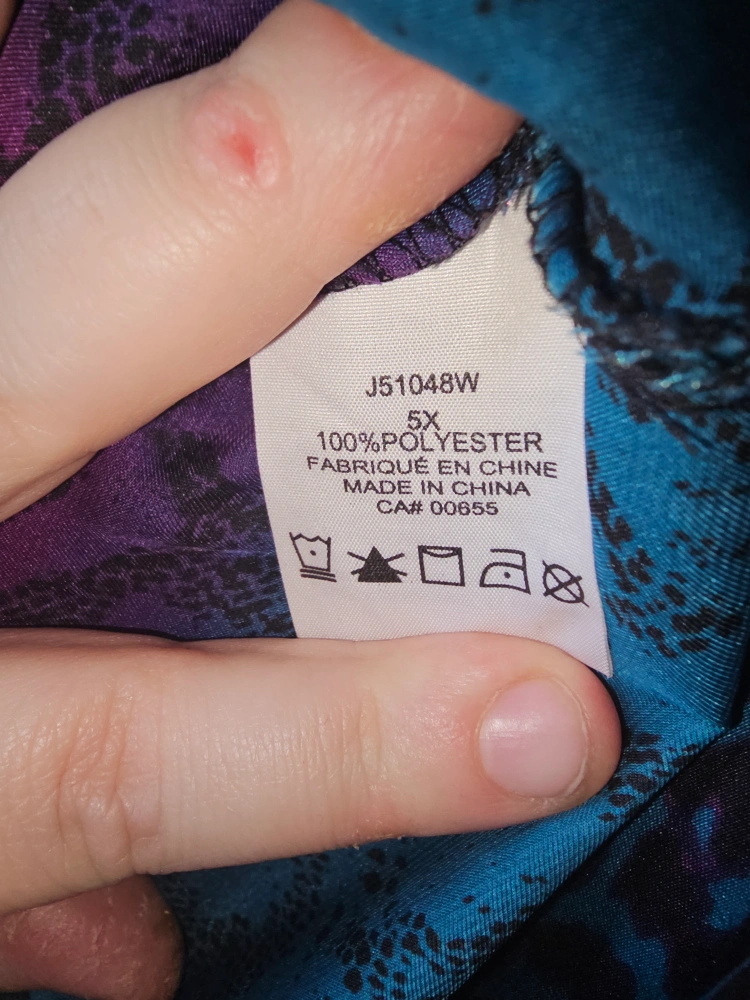 J51048W
5X
100%POLYESTER
FABRIQUÉ EN CHINE
MADE IN CHINA
CA# 00655